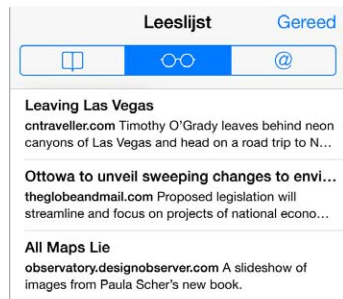 Leeslijst Gereed
@
Leaving Las Vegas
cntraveller.com Timothy O'Grady leaves behind neon
canyons of Las Vegas and head on a road trip to N...
Ottowa to unveil sweeping changes to envi...
theglobeandmail.com Proposed legislation will
streamline and focus on projects of national econo...
All Maps Lie
observatory.designobserver.com A slideshow of
images from Paula Scher's new book.